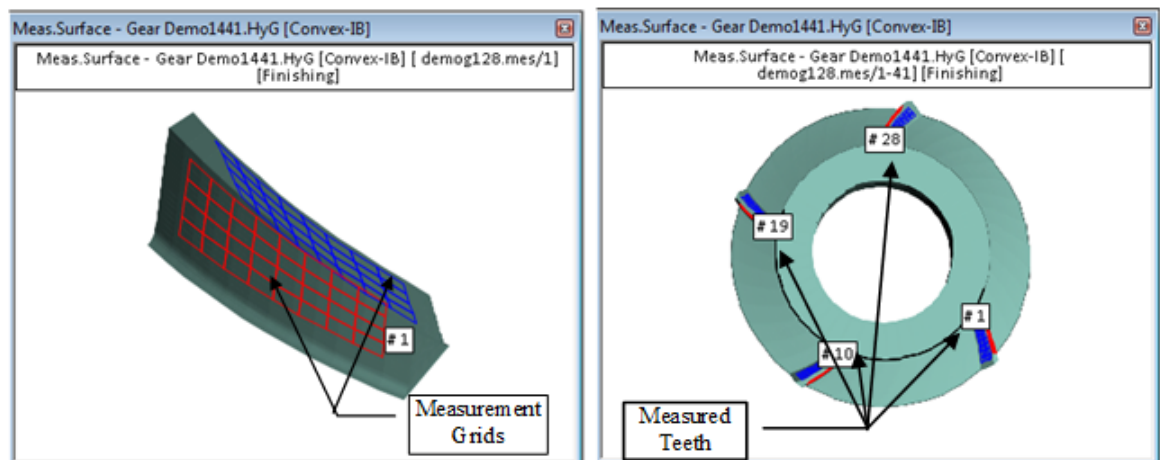 Meas.Surface - Gear Demo1441.HyG [Convex-IB]
Meas.Surface - Gear Demo1441.HyG [Convex-IB] [ demog128.mes/1]
[Finishing]
# 1
Measurement
Grids
Meas.Surface - Gear Demo1441.HyG [Convex-IB]
Meas.Surface - Gear Demo1441.HyG [Convex-IB] [
demog128.mes/1-41] [Finishing]
# 28
# 19
# 1
# 10
Measured
Teeth